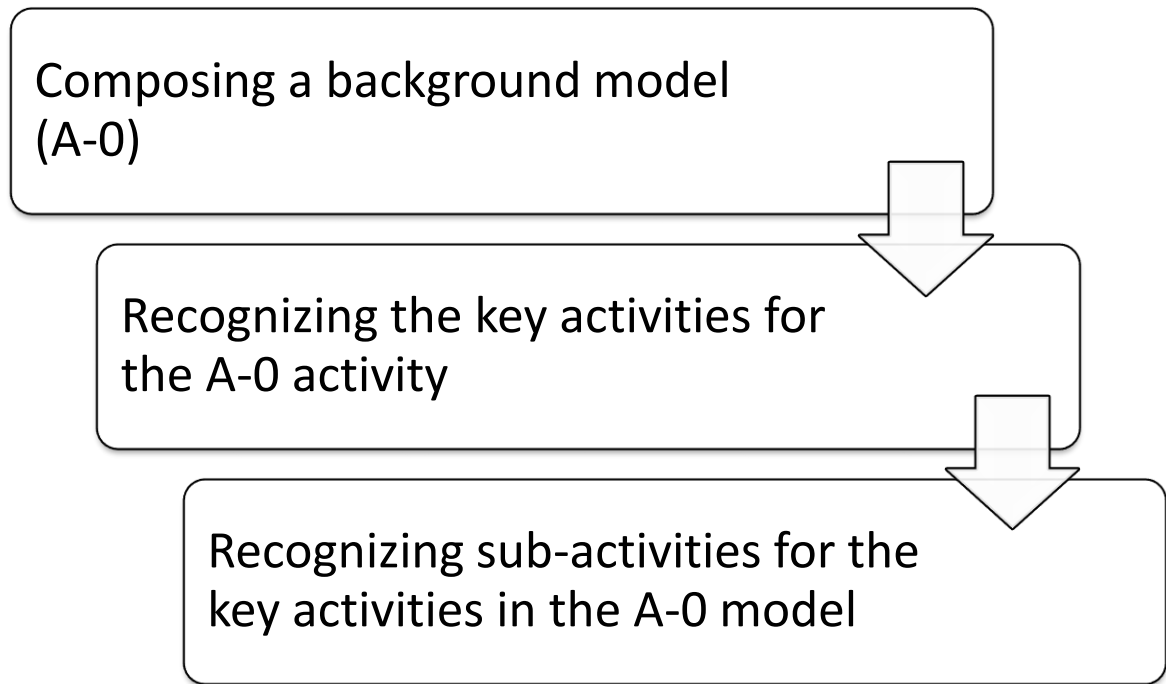 Composing a background model
(A-0)
Recognizing the key activities for
the A-0 activity
Recognizing sub-activities for the
key activities in the A-0 model